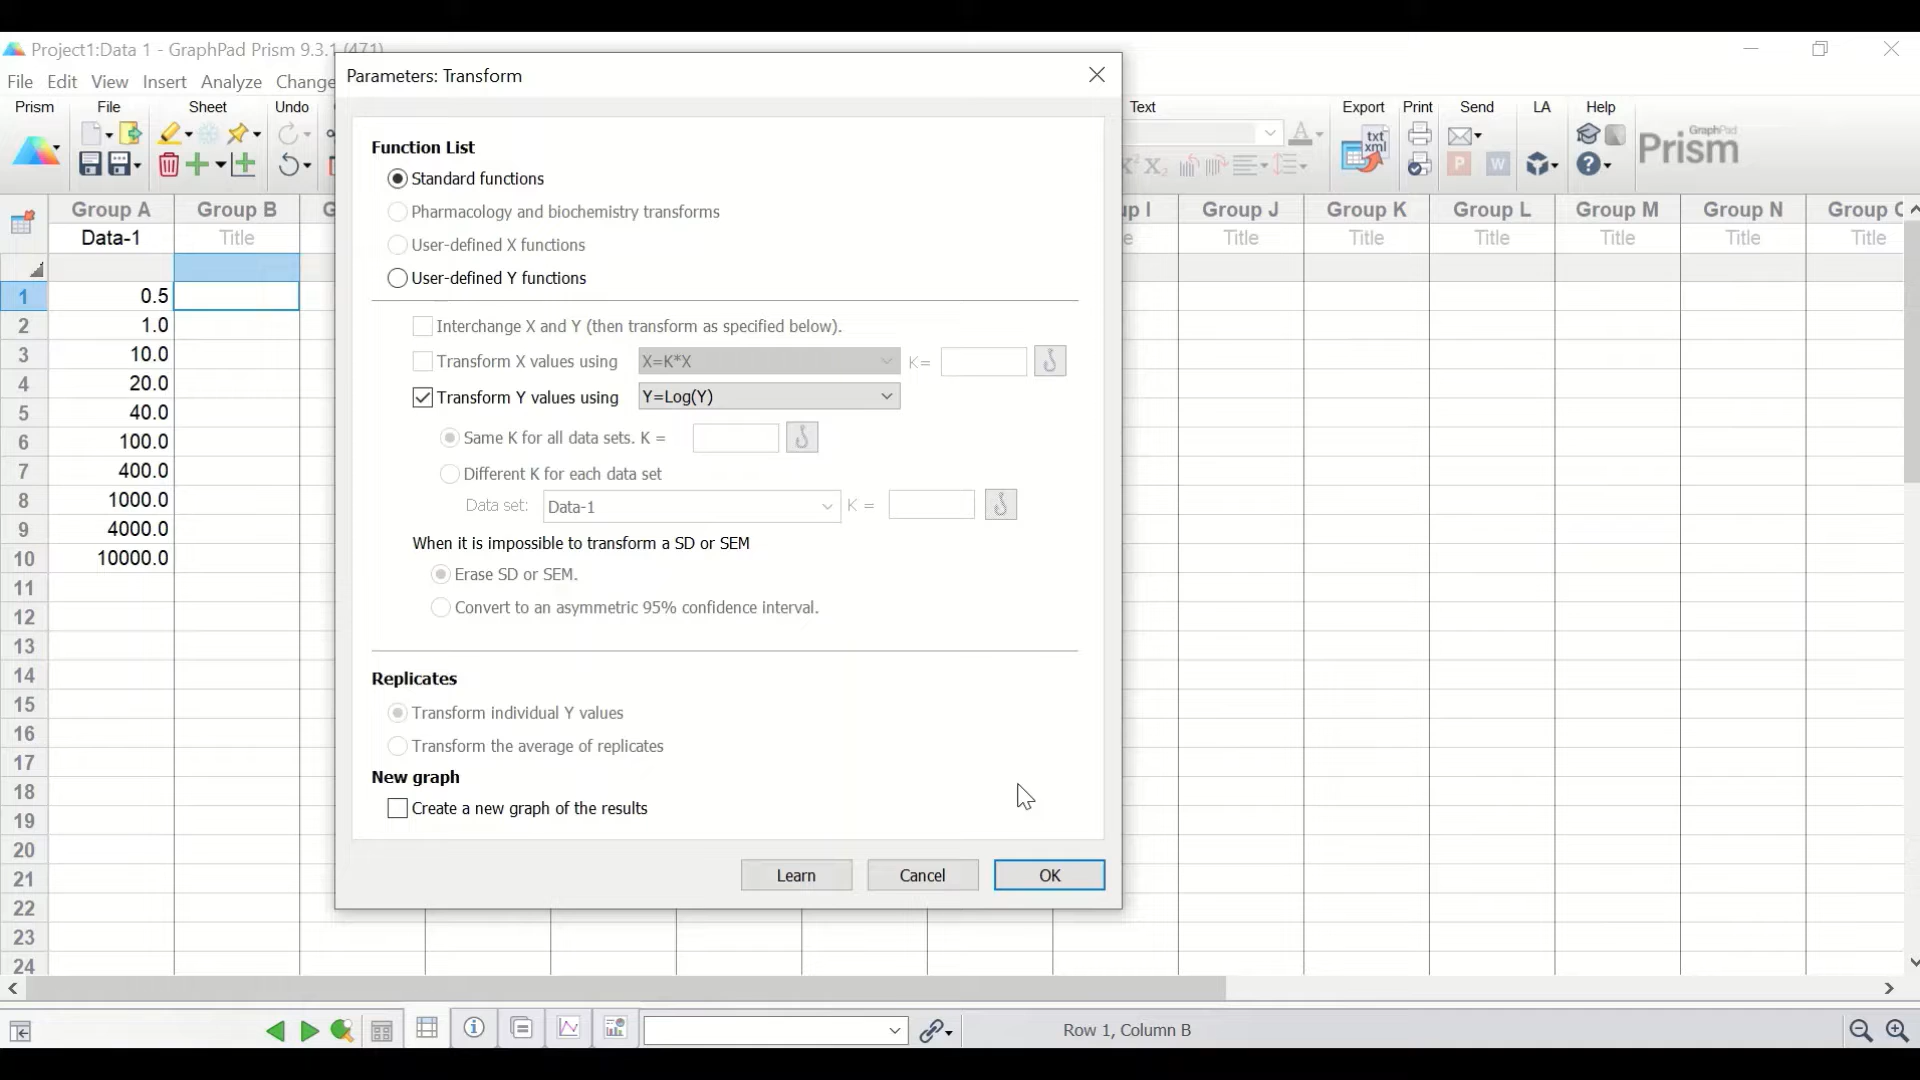 Project1:Data 1 - GraphPad Prism 9.3.1 (471)
File Edit View Insert Analyze Change
Parameters: Transform
Prism File Sheet Undo Text Export Print Send LA Help
txt
xml
GraphPad
Prism
Group A Group B Group J Group K Group L Group M Group N
Data-1 Title Title Title Title Title Title Title
1 0.5
2 1.0
3 10.0
4 20.0
5 40.0
6 100.0
7 400.0
8 1000.0
9 4000.0
10 10000.0
11
12
13
14
15
16
17
18
19
20
21
22
23
24
Function List
Standard functions
Pharmacology and biochemistry transforms
User-defined X functions
User-defined Y functions
Interchange X and Y (then transform as specified below).
Transform X values using X=K*X K=
Transform Y values using Y=Log(Y)
Same K for all data sets. K =
Different K for each data set
Data set: Data-1 K =
When it is impossible to transform a SD or SEM
Erase SD or SEM.
Convert to an asymmetric 95% confidence interval.
Replicates
Transform individual Y values
Transform the average of replicates
New graph
Create a new graph of the results
Learn Cancel OK
Row 1, Column B